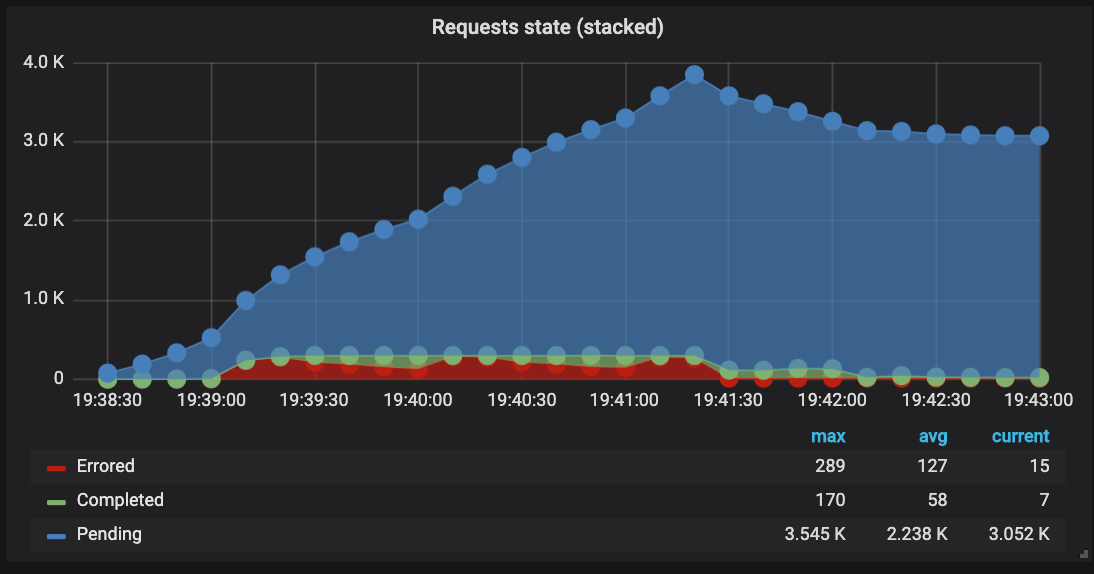 Requests state (stacked)
4.0 K
3.0 K
2.0 K
1.0 K
0
19:38:30 19:39:00 19:39:30 19:40:00 19:40:30 19:41:00 19:41:30 19:42:00 19:42:30 19:43:00
max avg current
Errored 289 127 15
Completed 170 58 7
Pending 3.545 K 2.238 K 3.052 K